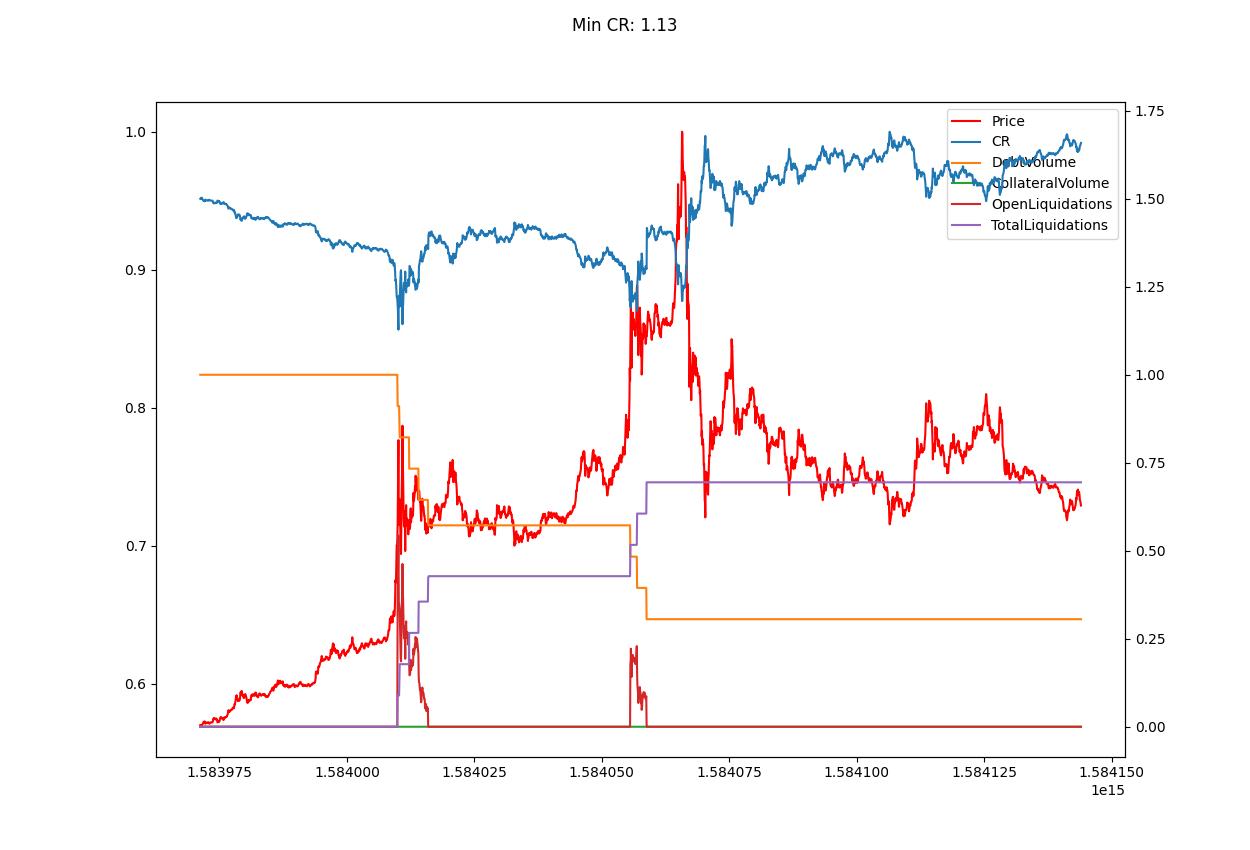 Min CR: 1.13
1.0
0.9
0.8
0.7
0.6
1.75
1.50
1.25
1.00
0.75
0.50
0.25
0.00
Price
CR
DebtVolume
CollateralVolume
OpenLiquidations
TotalLiquidations
1.583975 1.584000 1.584025 1.584050 1.584075 1.584100 1.584125 1.584150
1e15